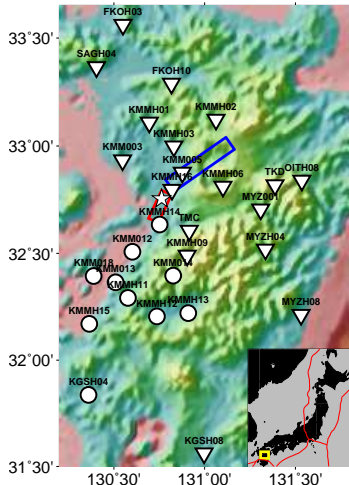 33°30'
33°00'
32°30'
32°00'
31°30'
130°30'
131°00'
131°30'
FKOH03
SAGH04
FKOH10
KMMH01
KMMH02
KMMH03
KMM003
KMM005
KMMH16
KMMH06
TKD
OITH08
MYZ001
KMMH14
TMC
KMM012
KMMH09
MYZH04
KMM018
KMM013
KMM014
KMMH11
KMMH12
KMMH13
KMMH15
MYZH08
KGSH04
KGSH08